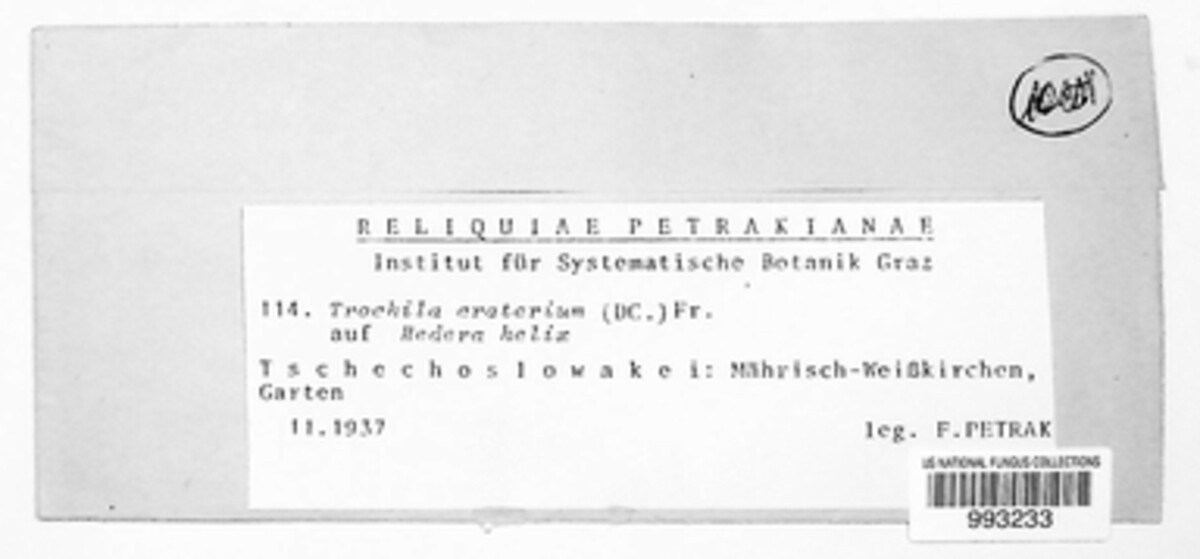 RELIQUIAE PETRAKIANAE
Institut für Systematische Botanik Graz
114. Trochila craterium (DC.) Fr.
auf Hedera helix
Tschechoslowakei: Mährisch-Weißkirchen,
Garten
11.1937
leg. F.PETRAK
US NATIONAL FUNGUS COLLECTIONS
993233